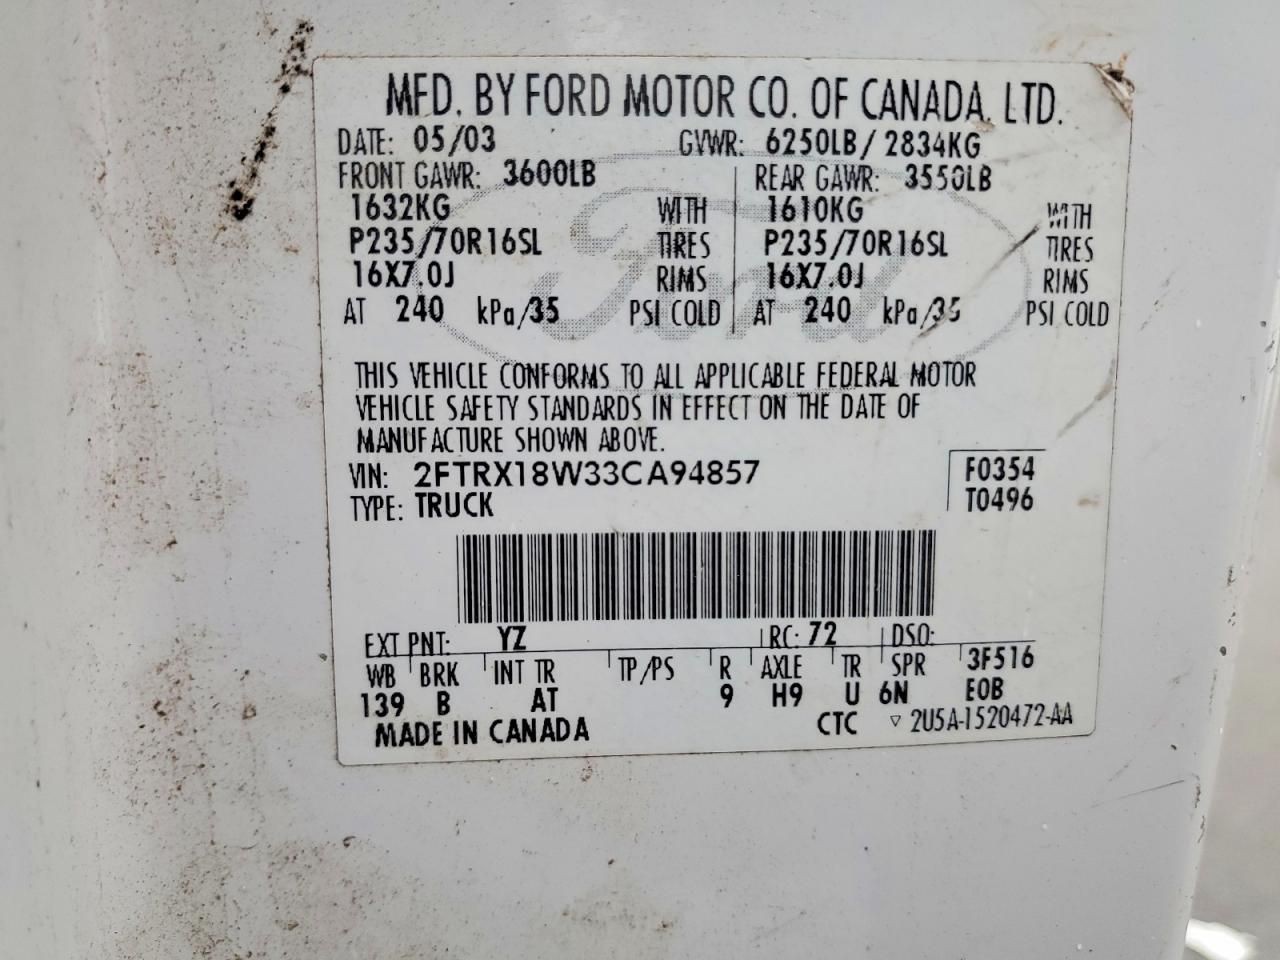 MFD. BY FORD MOTOR CO. OF CANADA, LTD.
DATE: 05/03 GVWR: 6250LB/ 2834KG
FRONT GAWR: 3600LB REAR GAWR: 3550LB
1632KG WITH 1610KG WITH
P235/70R16SL TIRES P235/70R16SL TIRES
16X7.0J RIMS 16X7.0J RIMS
AT 240 kPa/35 PSI COLD AT 240 kPa/35 PSI COLD
Ford
THIS VEHICLE CONFORMS TO ALL APPLICABLE FEDERAL MOTOR
VEHICLE SAFETY STANDARDS IN EFFECT ON THE DATE OF
MANUFACTURE SHOWN ABOVE.
VIN: 2FTRX18W33CA94857 F0354
TYPE: TRUCK T0496
EXT PNT: YZ RC: 72 DSO:
WB BRK INT TR TP/PS R AXLE TR SPR 3F516
139 B AT 9 H9 U 6N EOB
MADE IN CANADA CTC ▽ 2U5A-1520472-AA